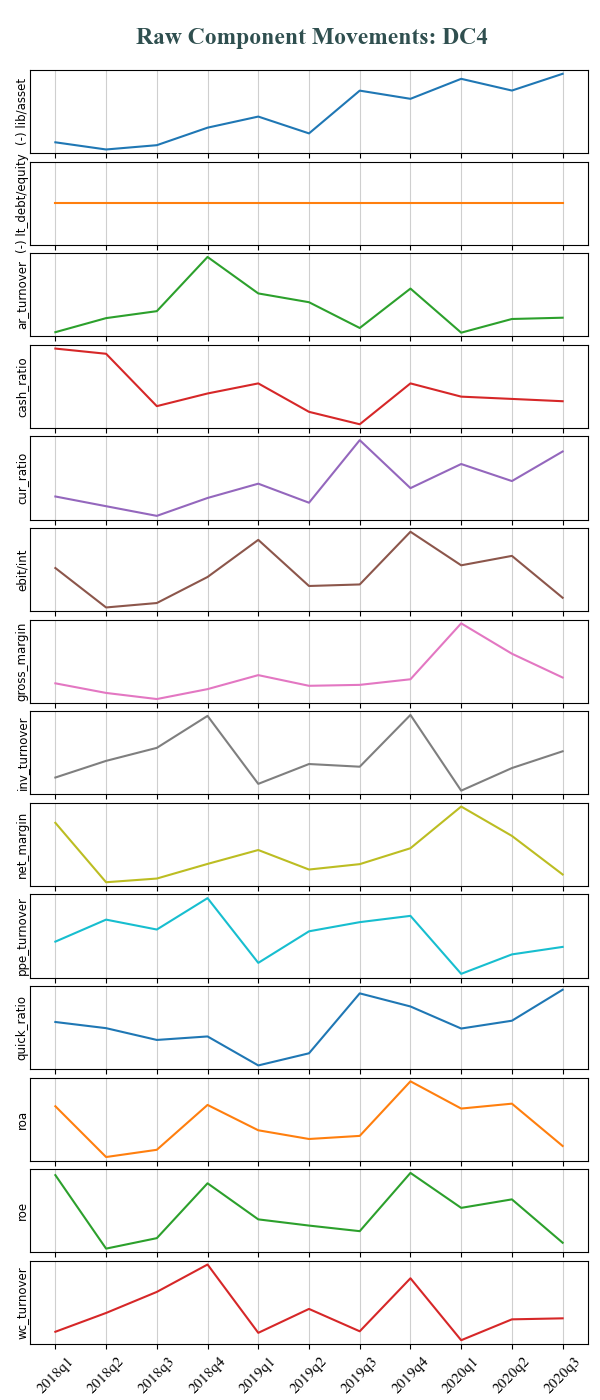 Raw Component Movements: DC4
(-) lib/asset
(-) lt_debt/equity
ar_turnover
cash_ratio
cur_ratio
ebit/int
gross_margin
inv_turnover
net_margin
ppe_turnover
quick_ratio
roa
roe
wc_turnover
2018q1 2018q2 2018q3 2018q4 2019q1 2019q2 2019q3 2019q4 2020q1 2020q2 2020q3